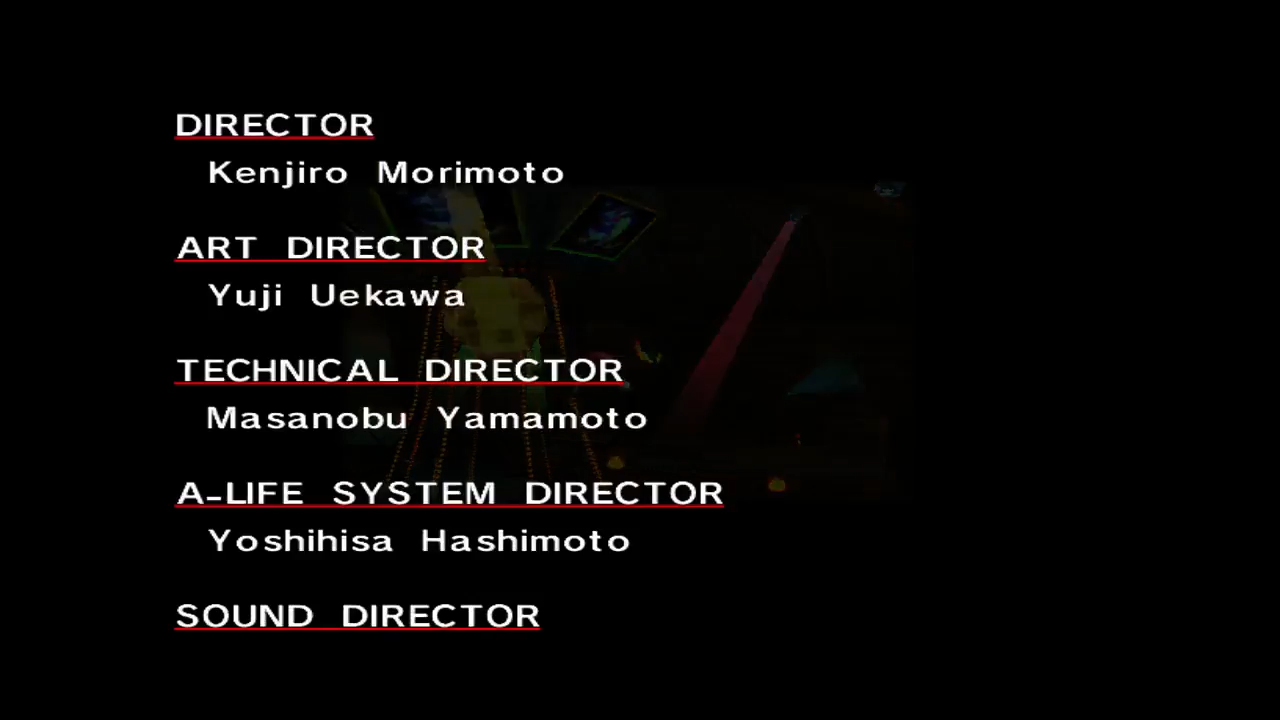 DIRECTOR
Kenjiro Morimoto
ART DIRECTOR
Yuji Uekawa
TECHNICAL DIRECTOR
Masanobu Yamamoto
A-LIFE SYSTEM DIRECTOR
Yoshihisa Hashimoto
SOUND DIRECTOR